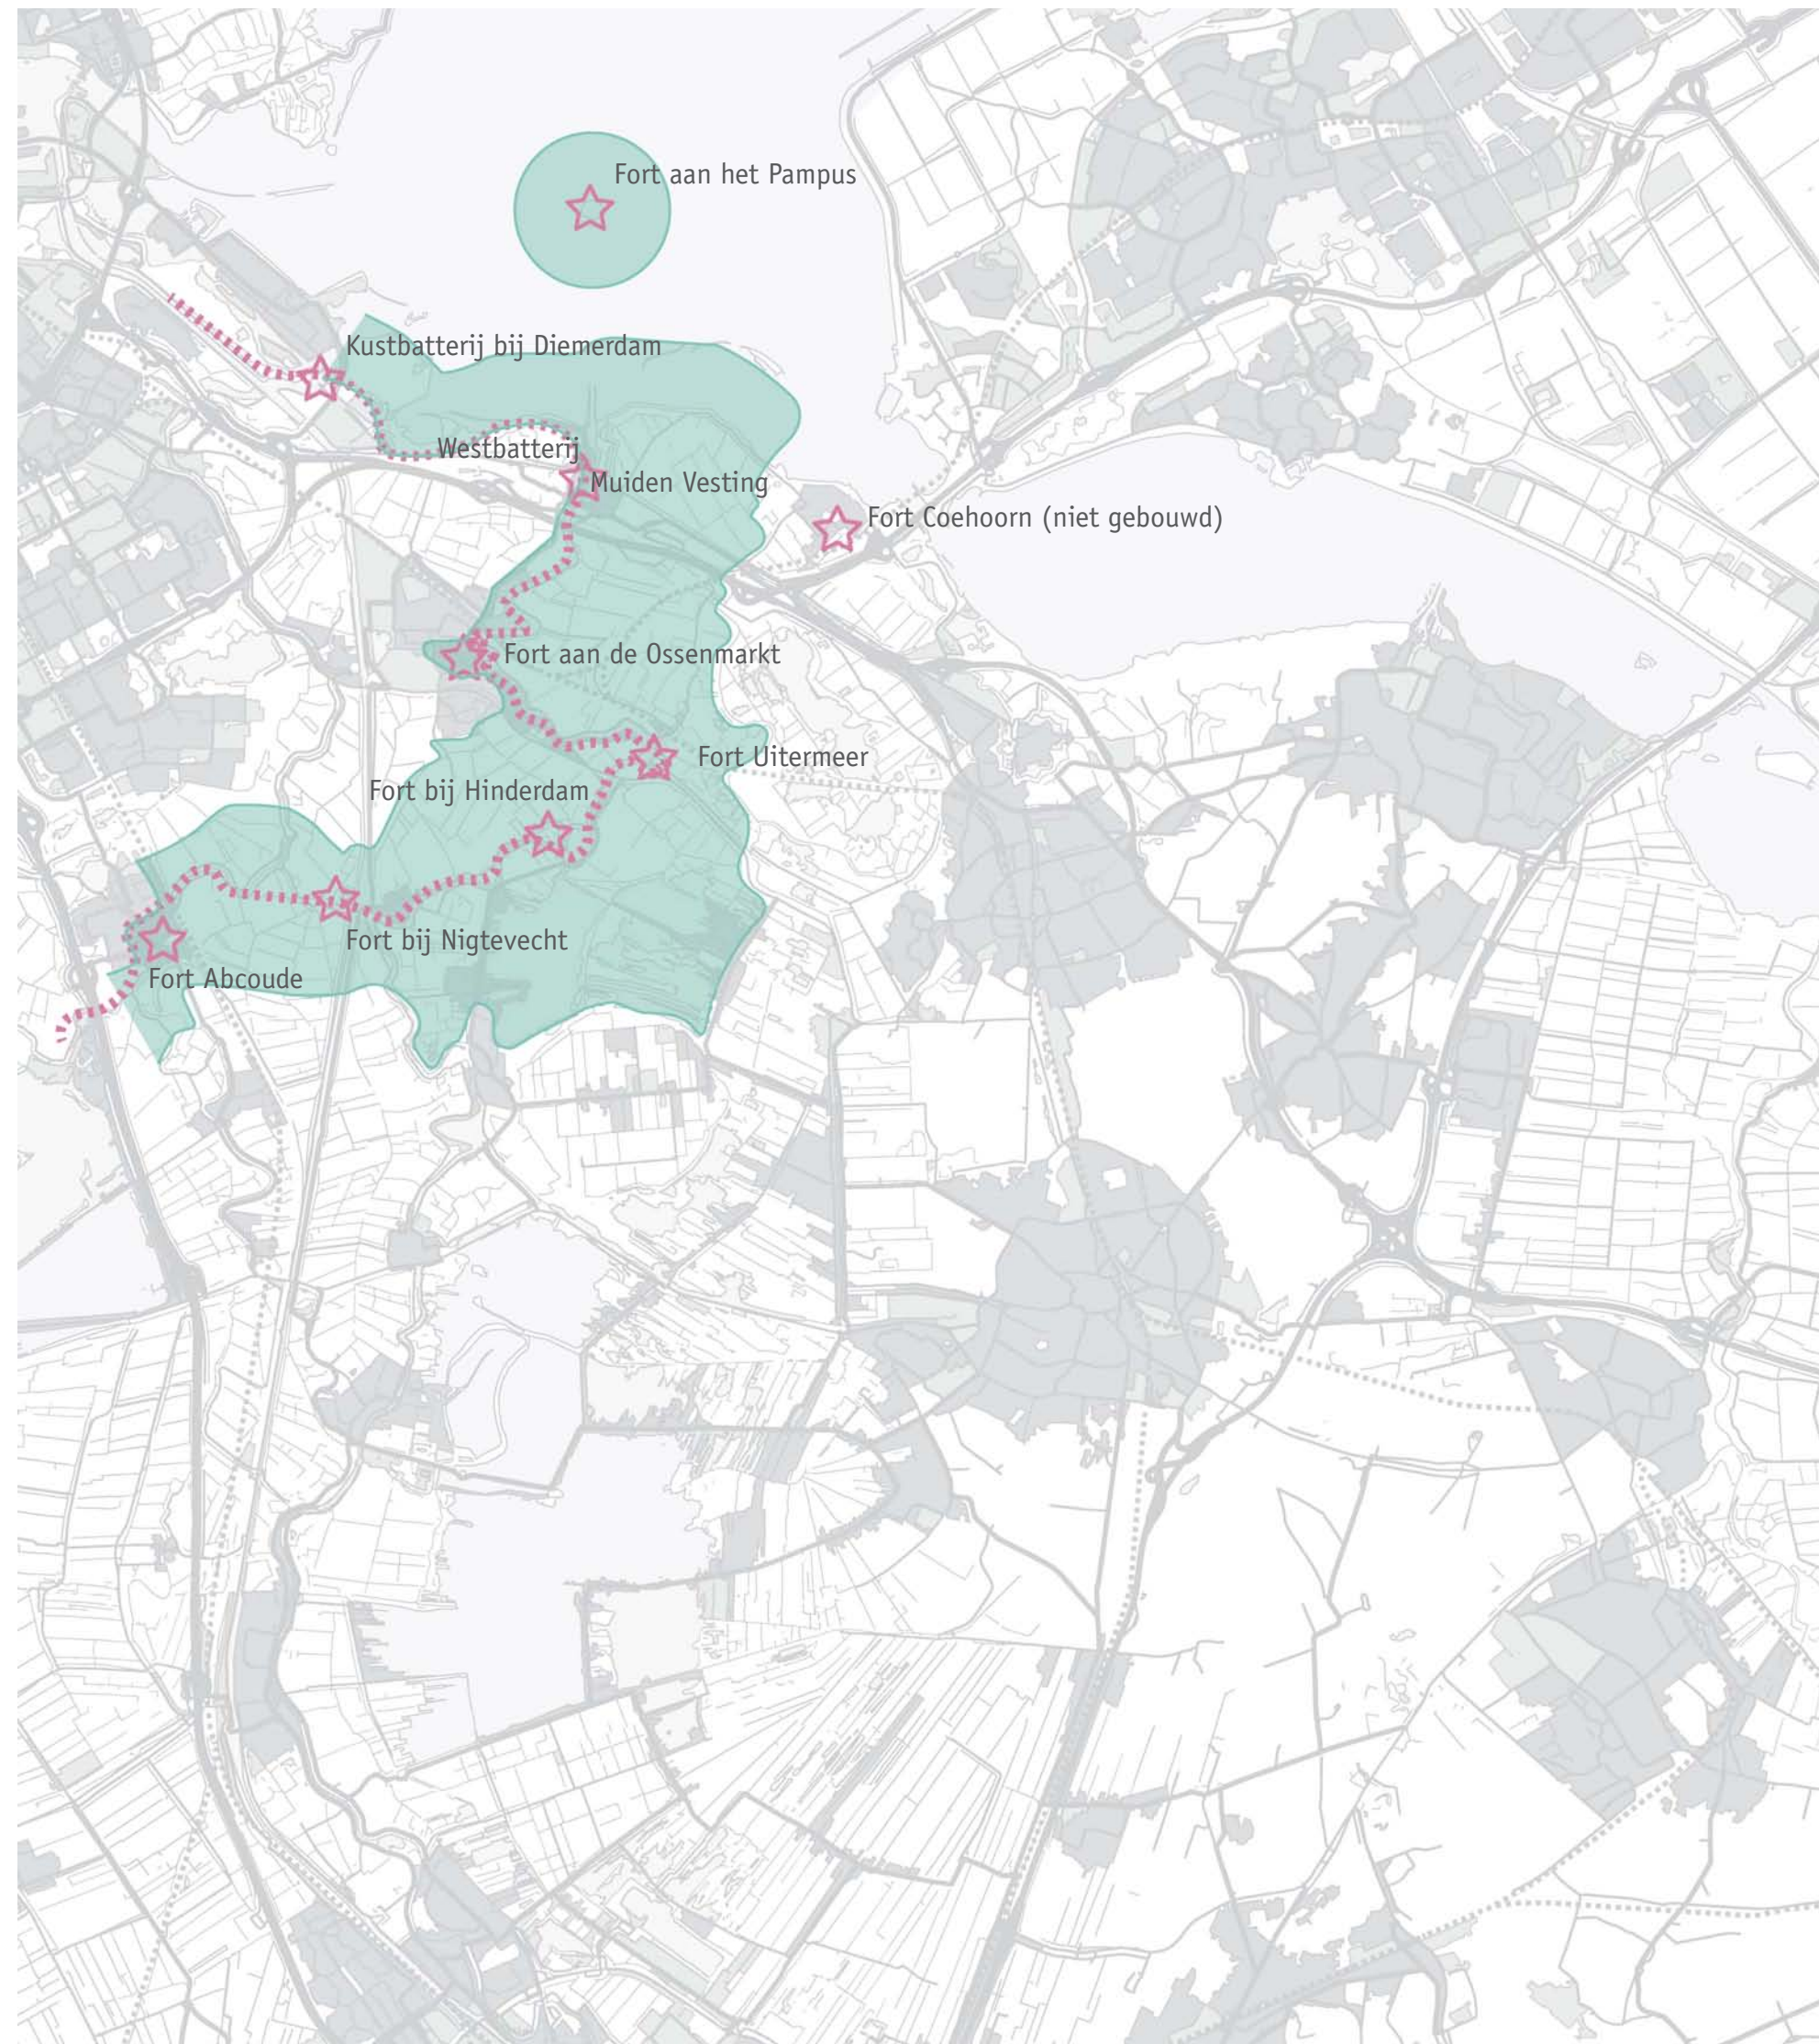 Fort aan het Pampus
Kustbatterij bij Diemerdam
Westbatterij
Muiden Vesting
Fort Coehoorn (niet gebouwd)
Fort aan de Ossenmarkt
Fort Uitermeer
Fort bij Hinderdam
Fort bij Nigtevecht
Fort Abcoude